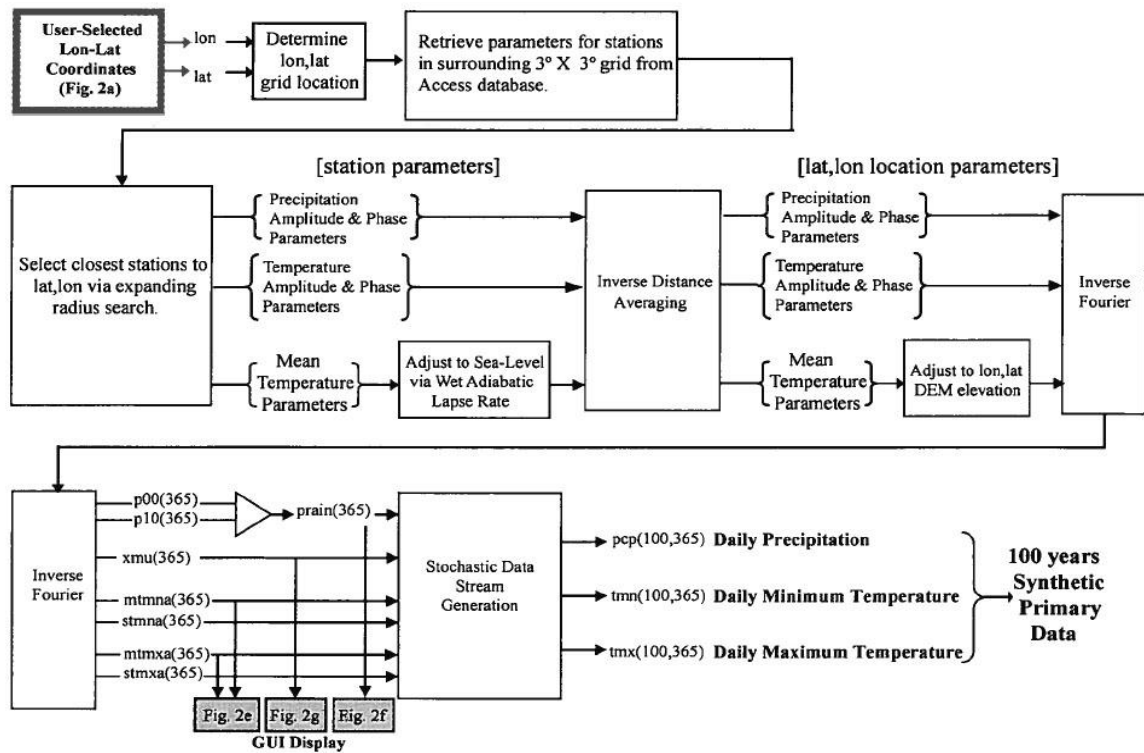 User-Selected
Lon-Lat
Coordinates
(Fig. 2a)
lon
lat
Determine
lon,lat
grid location
Retrieve parameters for stations
in surrounding 3° X 3° grid from
Access database.
[station parameters]
[lat,lon location parameters]
Select closest stations to
lat,lon via expanding
radius search.
Precipitation
Amplitude & Phase
Parameters
Temperature
Amplitude & Phase
Parameters
Mean
Temperature
Parameters
Adjust to Sea-Level
via Wet Adiabatic
Lapse Rate
Inverse Distance
Averaging
Precipitation
Amplitude & Phase
Parameters
Temperature
Amplitude & Phase
Parameters
Mean
Temperature
Parameters
Adjust to lon,lat
DEM elevation
Inverse
Fourier
Inverse
Fourier
p00(365)
p10(365)
prain(365)
xmu(365)
mtmna(365)
stmna(365)
mtmxa(365)
stmxa(365)
Stochastic Data
Stream
Generation
pcp(100,365) Daily Precipitation
tmn(100,365) Daily Minimum Temperature
tmx(100,365) Daily Maximum Temperature
100 years
Synthetic
Primary
Data
Fig. 2e
Fig. 2g
Fig. 2f
GUI Display